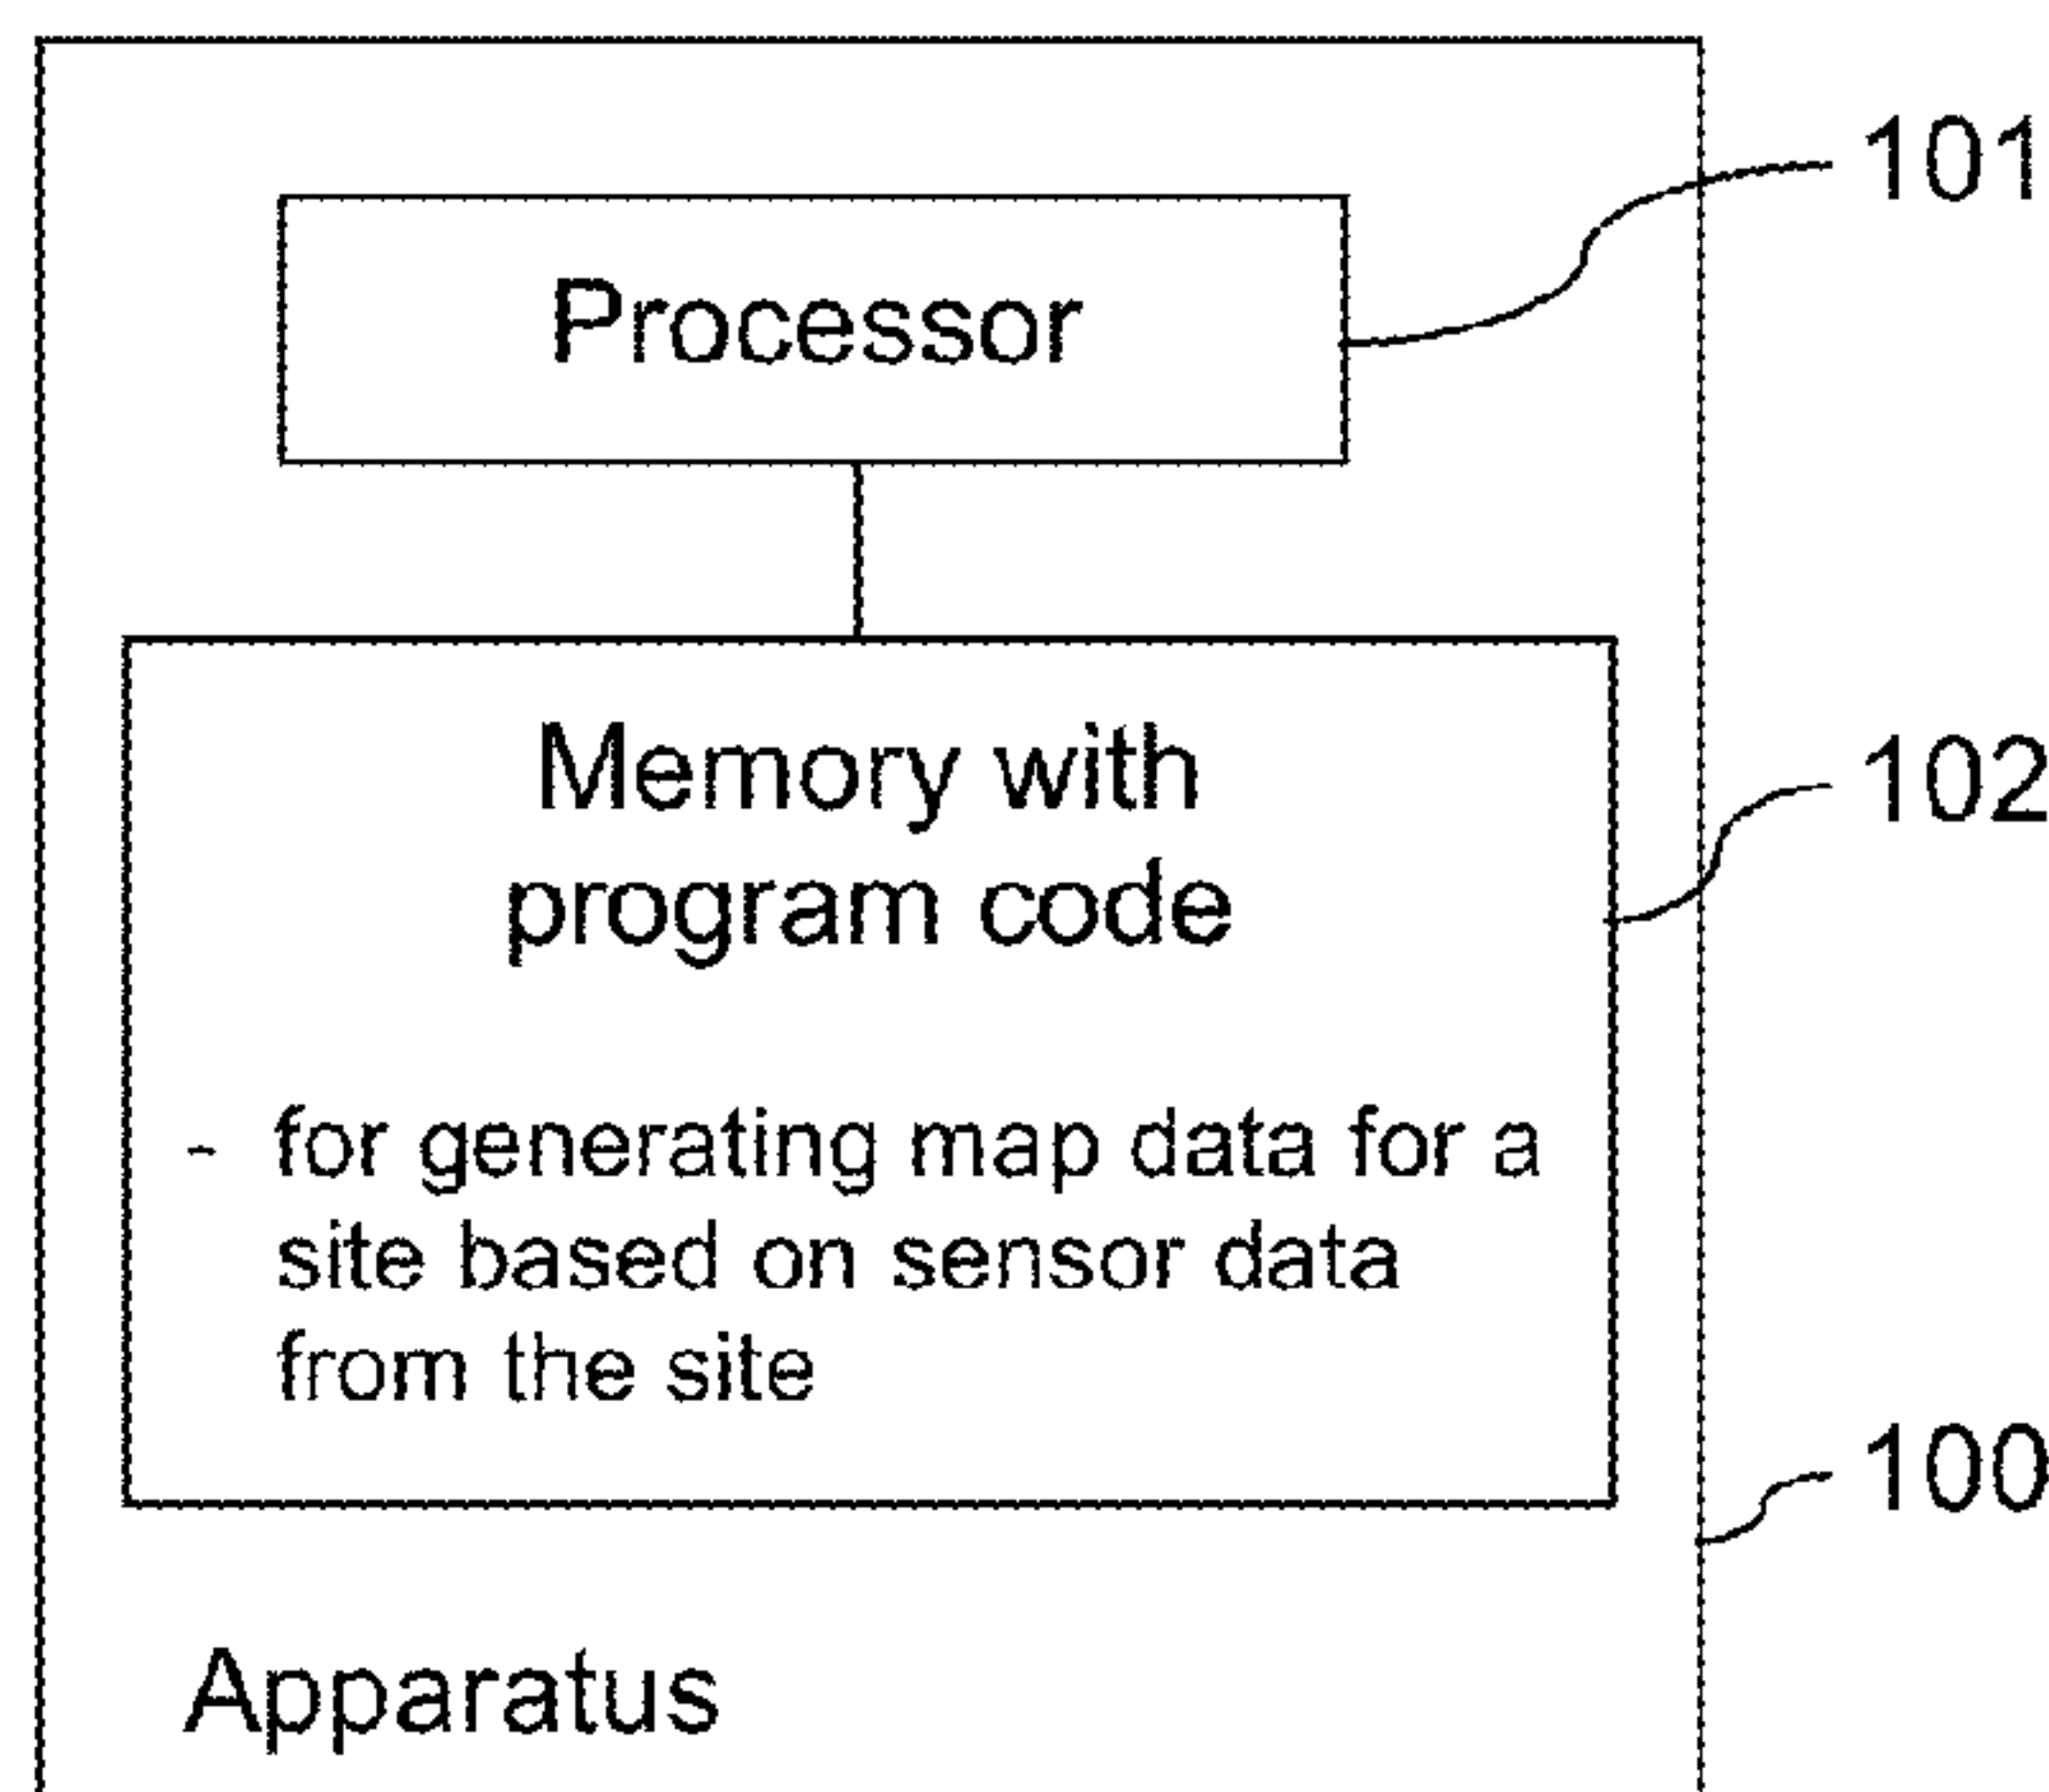 101
Processor
Memory with
102
program code
- for generating map data for a
site based on sensor data
from the site
100
Apparatus